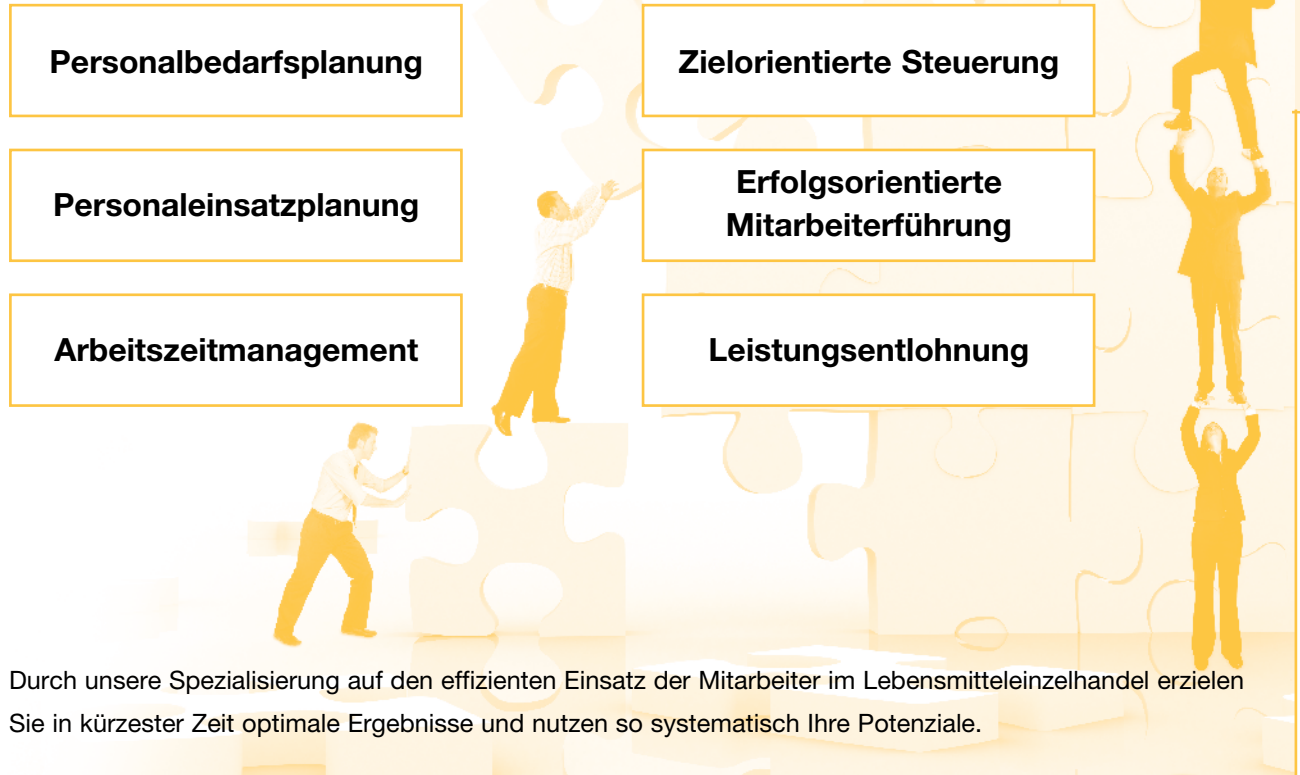 Personalbedarfsplanung
Zielorientierte Steuerung
Personaleinsatzplanung
Erfolgsorientierte
Mitarbeiterführung
Arbeitszeitmanagement
Leistungsentlohnung
Durch unsere Spezialisierung auf den effizienten Einsatz der Mitarbeiter im Lebensmitteleinzelhandel erzielen
Sie in kürzester Zeit optimale Ergebnisse und nutzen so systematisch Ihre Potenziale.